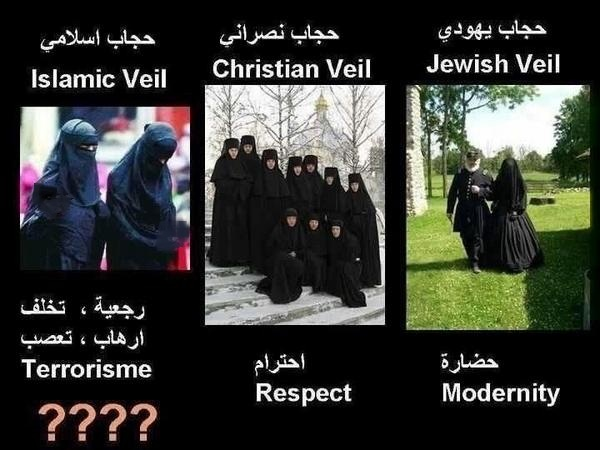 حجاب اسلامي
Islamic Veil
حجاب نصراني
Christian Veil
حجاب يهودي
Jewish Veil
رجعية ، تخلف
ارهاب ، تعصب
Terrorisme
????
احترام
Respect
حضارة
Modernity